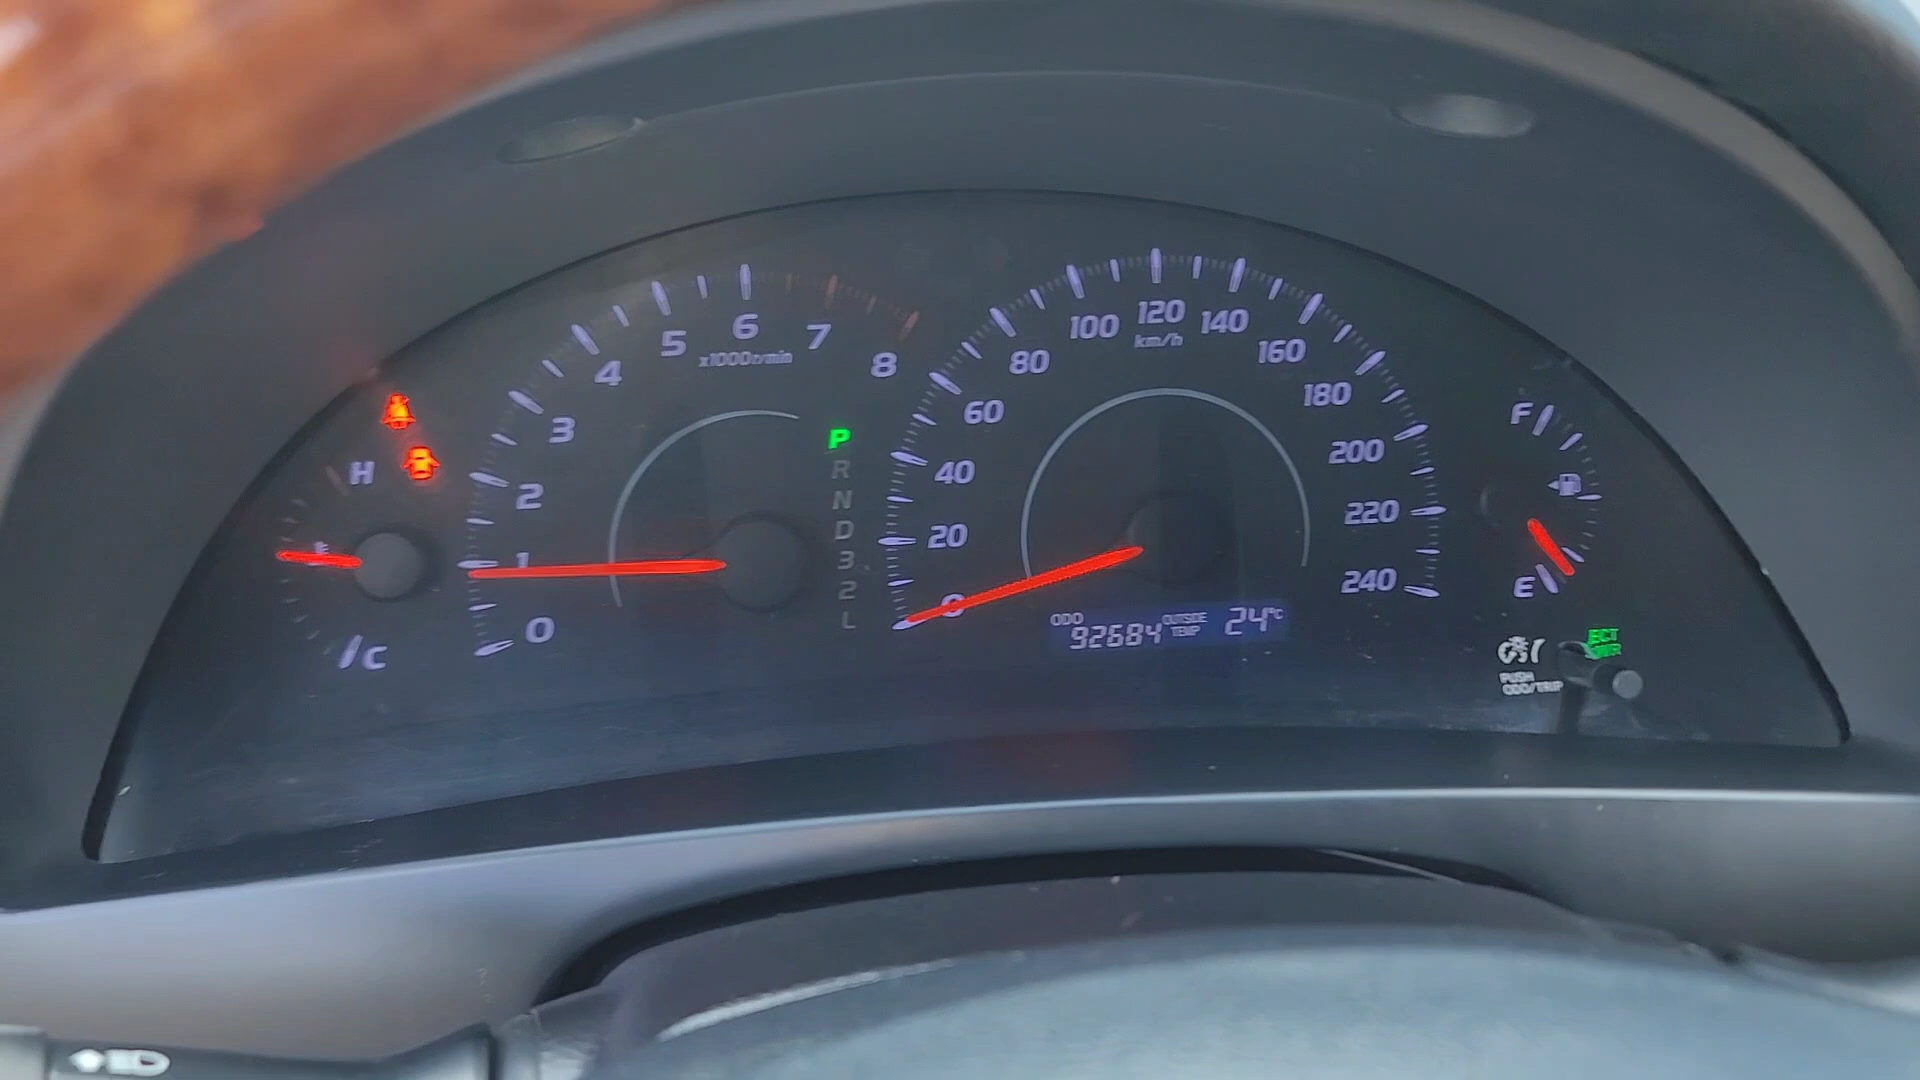 H
C
0
1
2
3
4
5
6
7
8
x1000r/min
P
R
N
D
3
2
L
0
20
40
60
80
100
120
140
160
180
200
220
240
km/h
ODO
92684
OUTSIDE
TEMP
24°C
F
E
ECT
PWR
PUSH
ODO/TRIP